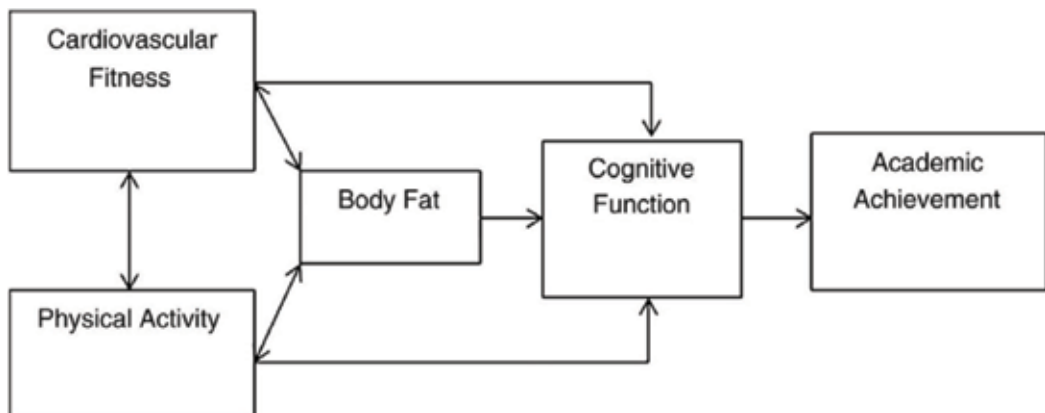 Cardiovascular
Fitness
Body Fat
Cognitive
Function
Academic
Achievement
Physical Activity